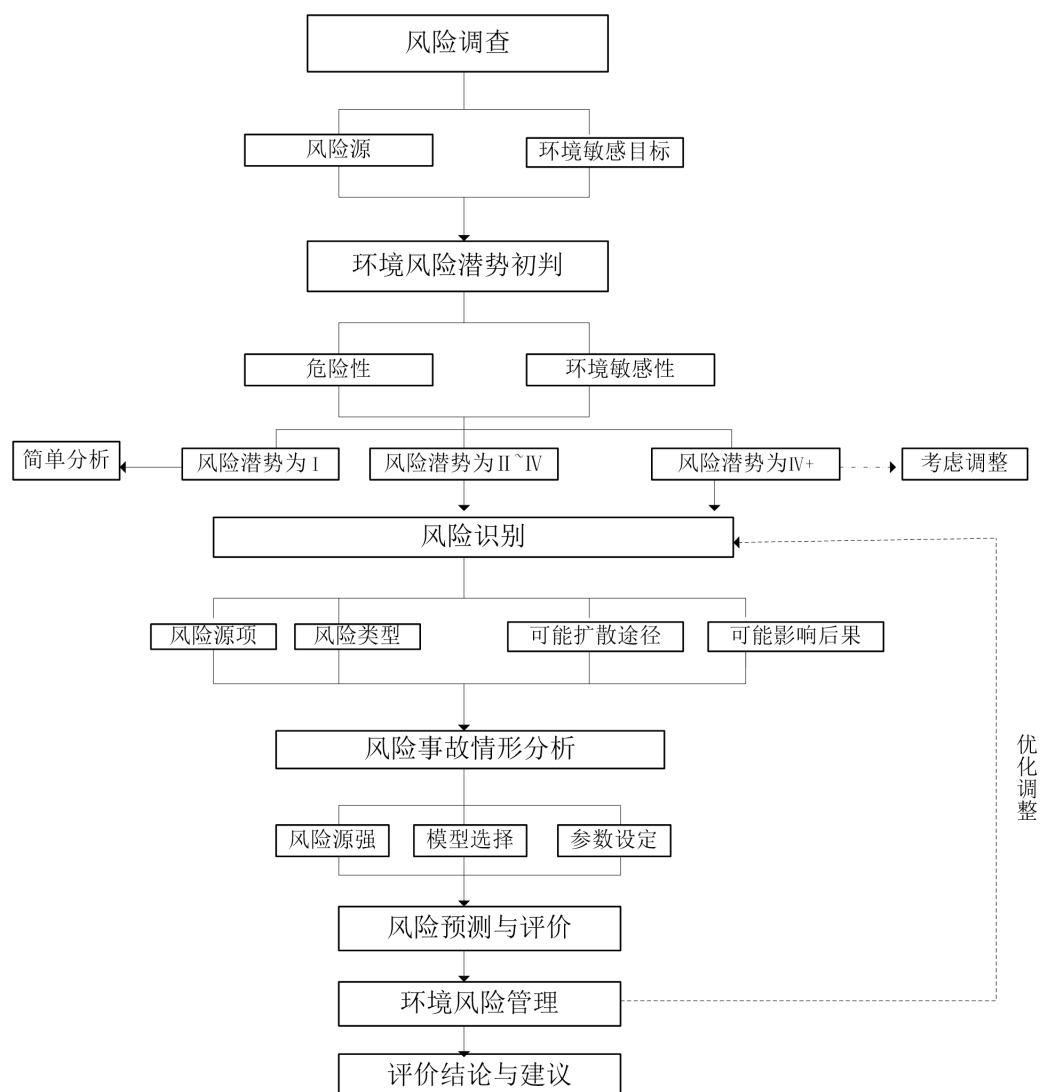 风险调查
风险源
环境敏感目标
环境风险潜势初判
危险性
环境敏感性
简单分析
风险潜势为Ⅰ
风险潜势为Ⅱ~Ⅳ
风险潜势为Ⅳ+
考虑调整
风险识别
风险源项
风险类型
可能扩散途径
可能影响后果
风险事故情形分析
优化调整
风险源强
模型选择
参数设定
风险预测与评价
环境风险管理
评价结论与建议